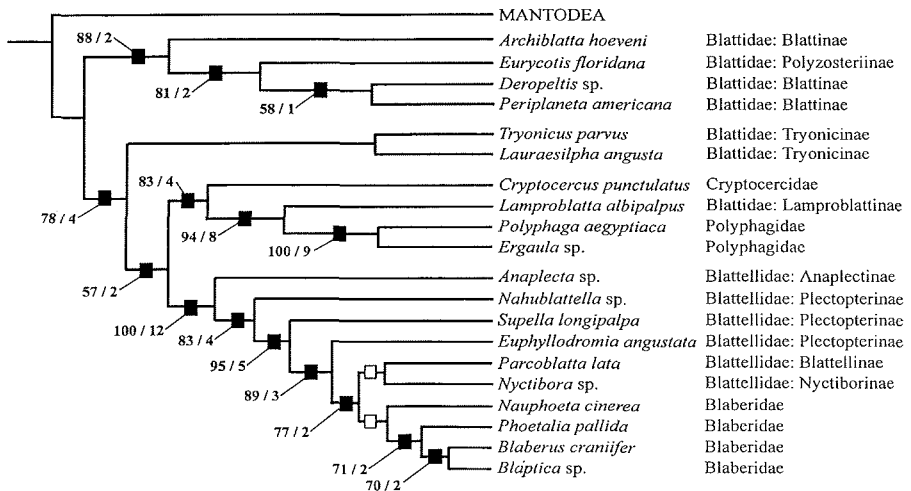 MANTODEA
88 / 2
Archiblatta hoeveni Blattidae: Blattinae
Eurycotis floridana Blattidae: Polyzosteriinae
81 / 2
Deropeltis sp. Blattidae: Blattinae
58 / 1
Periplaneta americana Blattidae: Blattinae
Tryonicus parvus Blattidae: Tryonicinae
Lauraesilpha angusta Blattidae: Tryonicinae
83 / 4
Cryptocercus punctulatus Cryptocercidae
78 / 4
Lamproblatta albipalpus Blattidae: Lamproblattinae
94 / 8
Polyphaga aegyptiaca Polyphagidae
100 / 9
Ergaula sp. Polyphagidae
57 / 2
Anaplecta sp. Blattellidae: Anaplectinae
Nahublattella sp. Blattellidae: Plectopterinae
100 / 12
Supella longipalpa Blattellidae: Plectopterinae
83 / 4
Euphyllodromia angustata Blattellidae: Plectopterinae
95 / 5
Parcoblatta lata Blattellidae: Blattellinae
Nyctibora sp. Blattellidae: Nyctiborinae
89 / 3
Nauphoeta cinerea Blaberidae
77 / 2
Phoetalia pallida Blaberidae
Blaberus craniifer Blaberidae
71 / 2
Blaptica sp. Blaberidae
70 / 2